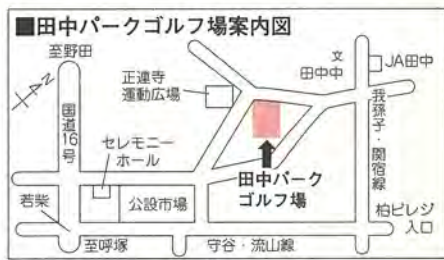 ■田中パークゴルフ場案内図
至野田
正連寺
運動広場
文
田中中
JA田中
国道16号
我孫子・関宿線
セレモニー
ホール
田中パーク
ゴルフ場
若柴
公設市場
柏ビレジ
入口
至呼塚
守谷・流山線